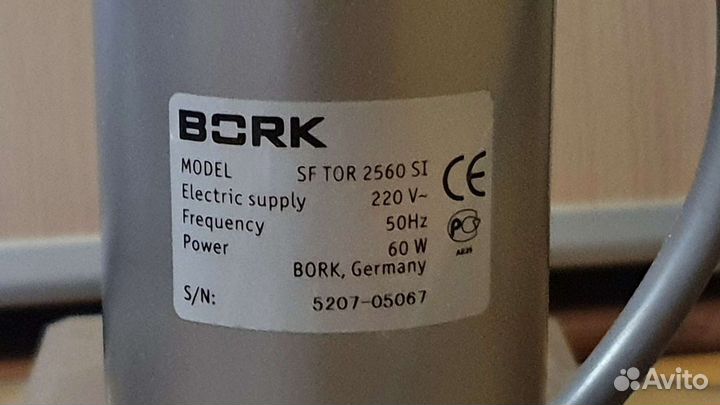 BORK
MODEL SF TOR 2560 SI
Electric supply 220 V~
Frequency 50Hz
Power 60 W
BORK, Germany
S/N: 5207-05067
CE
PC
Avito